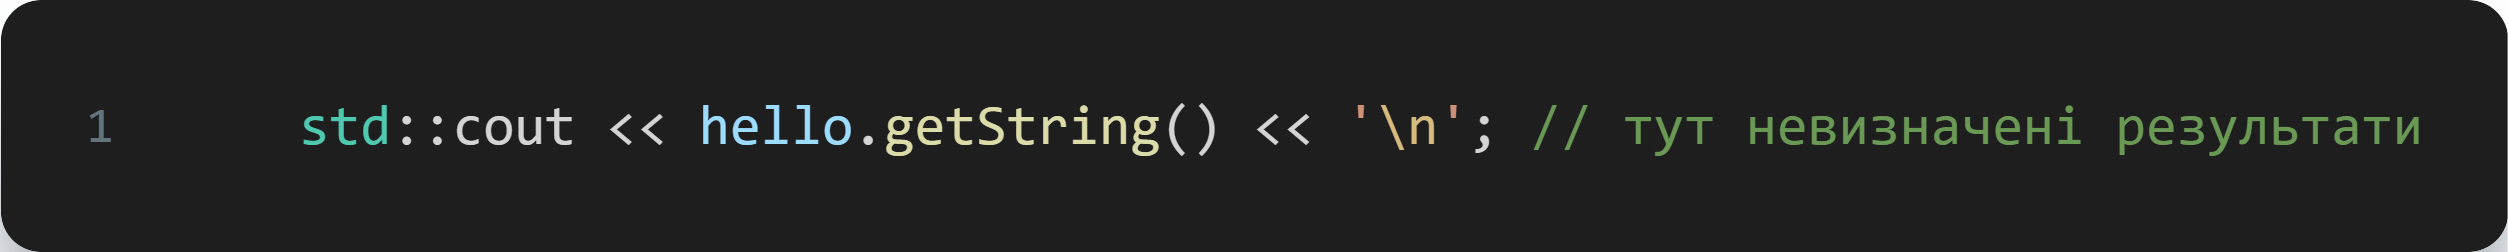 1 std::cout << hello.getString() << '\n'; // тут невизначені результати